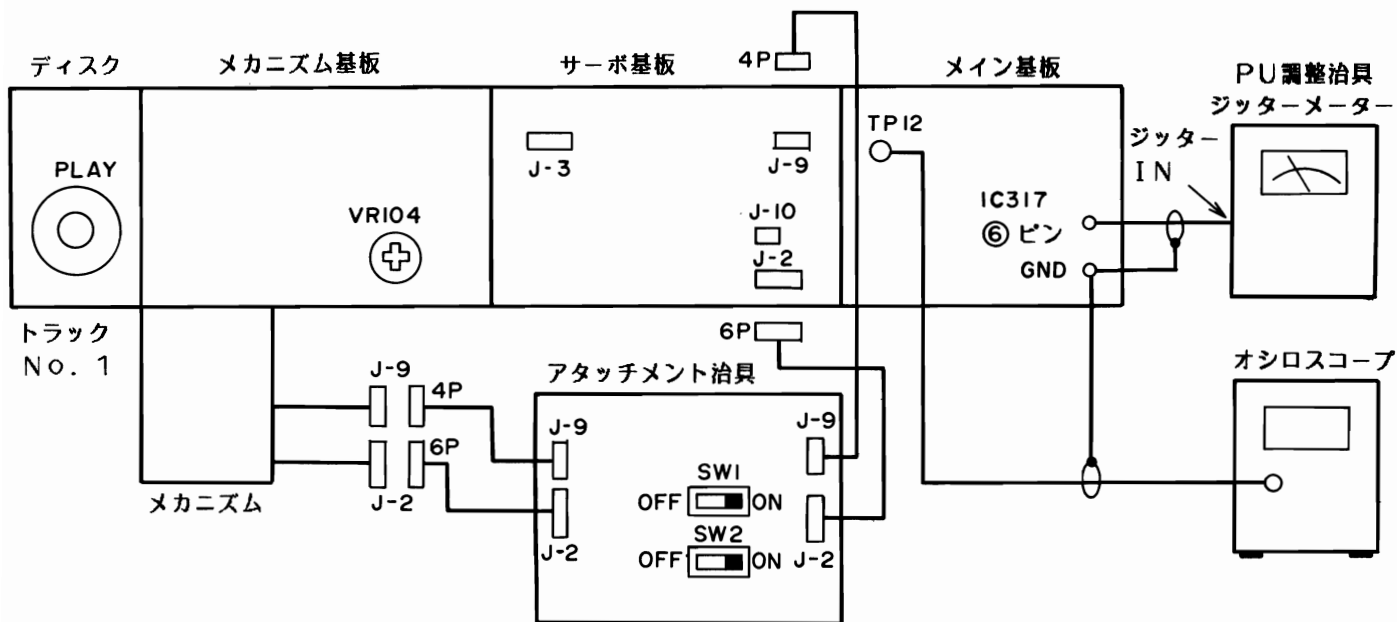 ディスク
メカニズム基板
サーボ基板
4P
メイン基板
PU調整治具
ジッターメーター
PLAY
VR104
J-3
J-9
J-10
J-2
TP12
IC317
⑥ ピン
GND
ジッター
IN
トラック
No. 1
メカニズム
J-9
4P
6P
J-2
6P
アタッチメント治具
J-9
J-2
SW1
OFF ON
SW2
OFF ON
J-9
J-2
オシロスコープ